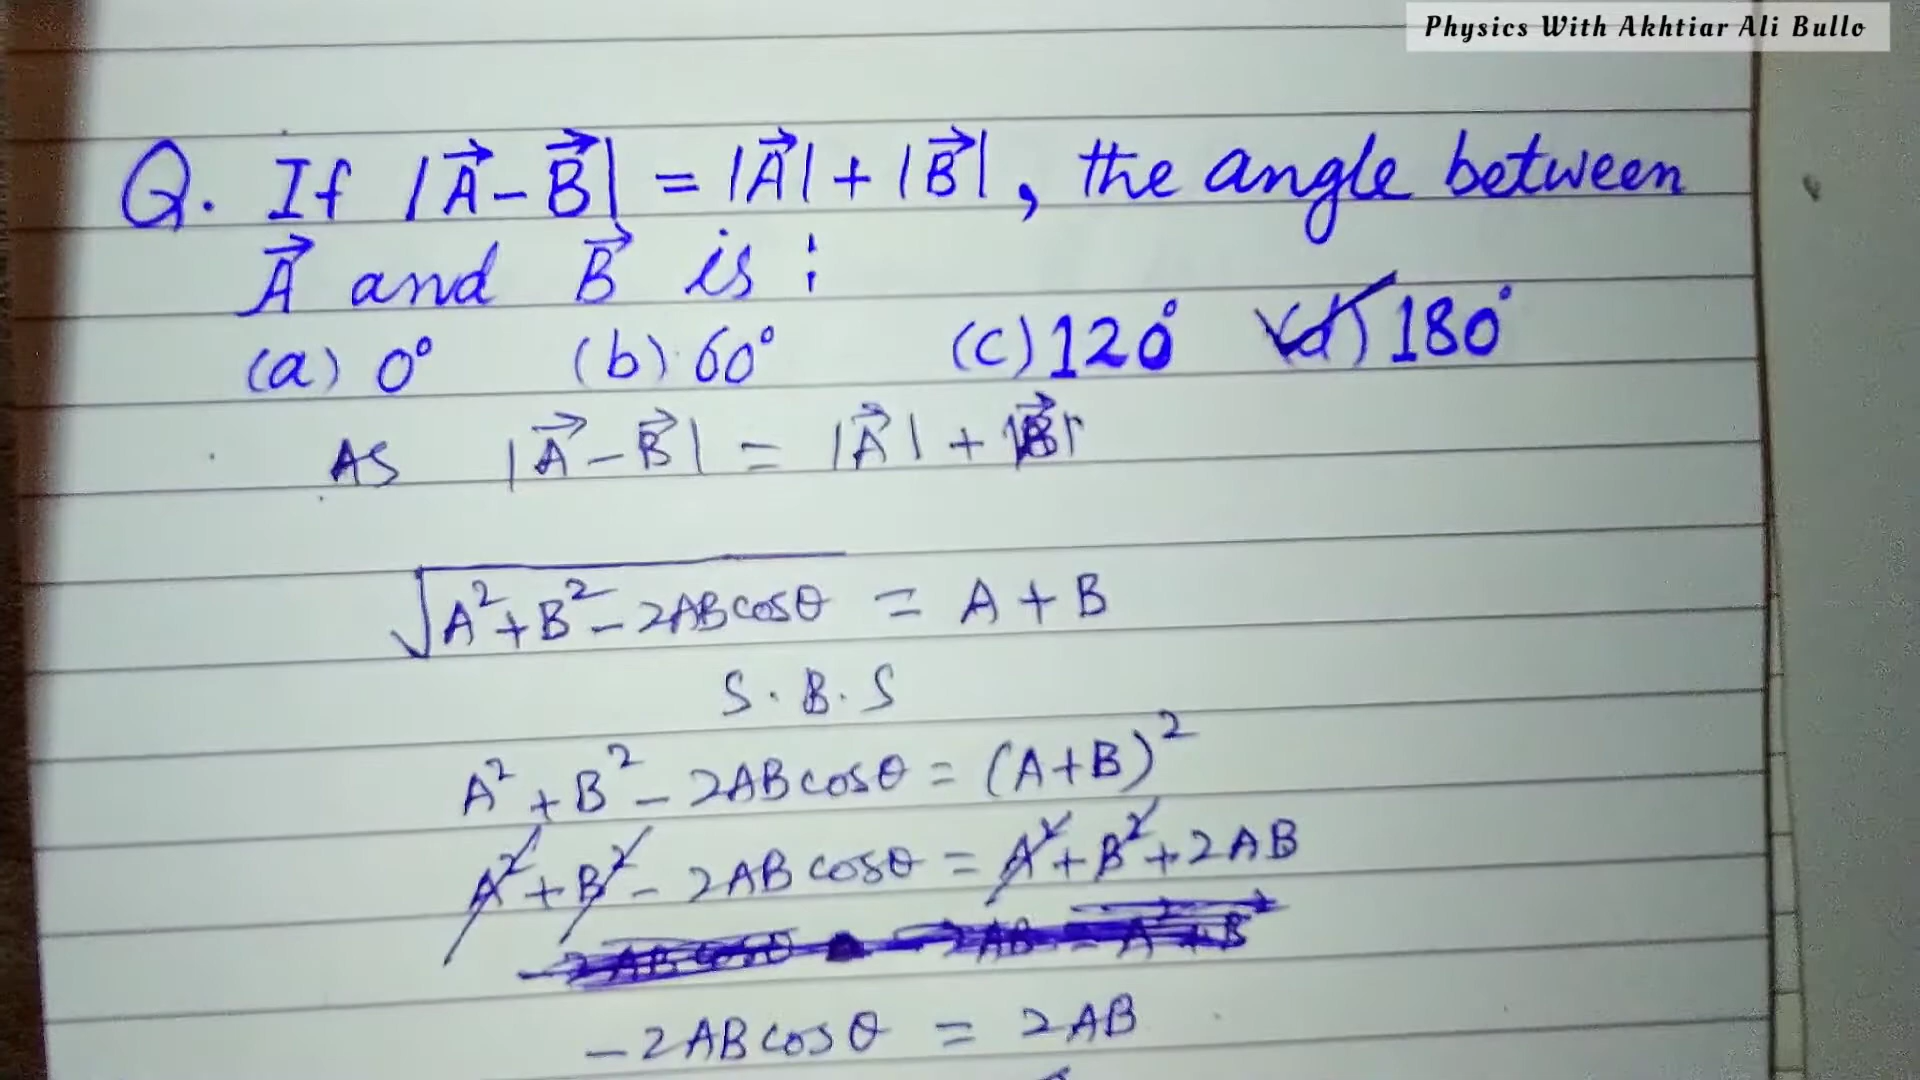 Physics With Akhtiar Ali Bullo
Q. If |A⃗ - B⃗| = |A⃗| + |B⃗|, the angle between
A⃗ and B⃗ is :
(a) 0° (b) 60° (c) 120° (d) 180°
As |A⃗ - B⃗| = |A⃗| + |B⃗|
√(A² + B² - 2ABcosθ) = A + B
S.B.S
A² + B² - 2ABcosθ = (A+B)²
A² + B² - 2ABcosθ = A² + B² + 2AB
-2ABcosθ = 2AB